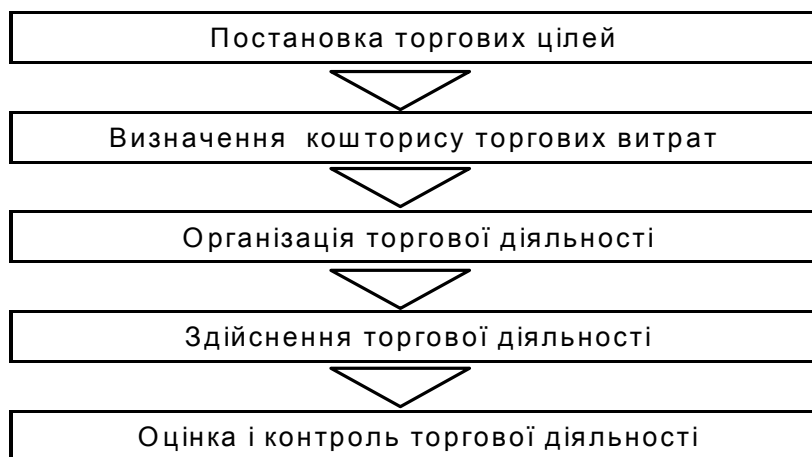 Постановка торгових цілей
Визначення кошторису торгових витрат
Організація торгової діяльності
Здійснення торгової діяльності
Оцінка і контроль торгової діяльності